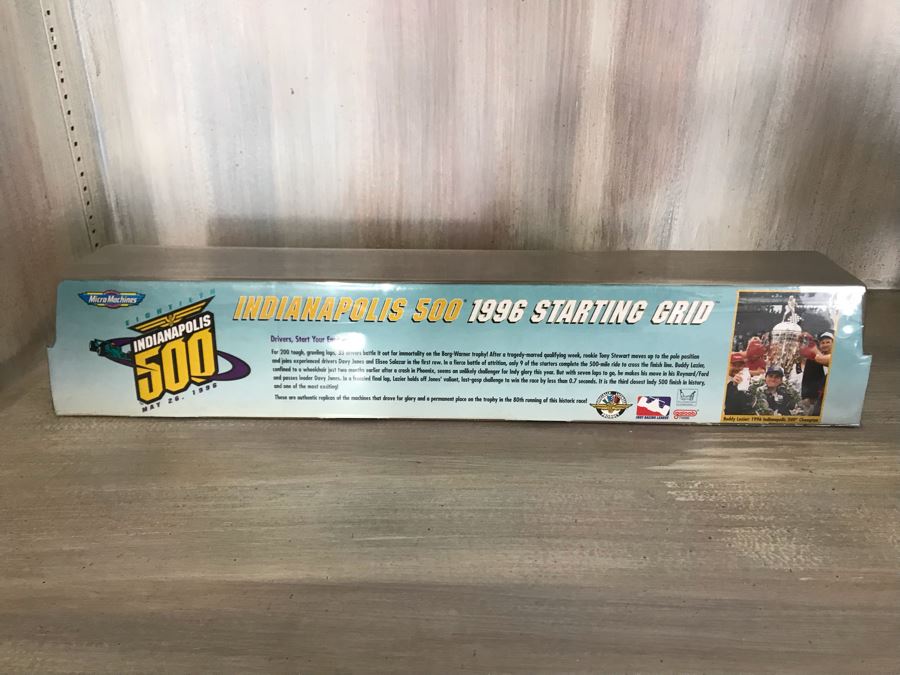 Micro Machines
EIGHTIETH
INDIANAPOLIS
500
MAY 26, 1996
INDIANAPOLIS 500 1996 STARTING GRID
Drivers, Start Your
For 200 tough, grueling laps, 33 drivers battle it out for immortality on the Borg-Warner trophy! After a tragedy-marred qualifying week, rookie Tony Stewart moves up to the pole position
and joins experienced drivers Davy Jones and Eliseo Salazar in the first row. In a fierce battle of attrition, only 9 of the starters complete the 500-mile ride to cross the finish line. Buddy Lazier,
confined to a wheelchair just two months earlier after a crash in Phoenix, seems an unlikely challenger for Indy glory this year. But with seven laps to go, he makes his move in his Reynard/Ford
and passes leader Davy Jones. In a frenzied final lap, Lazier holds off Jones' valiant, last-gasp challenge to win the race by less than 0.7 seconds. It is the third closest Indy 500 finish in history,
and one of the most exciting!
These are authentic replicas of the machines that drove for glory and a permanent place on the trophy in the 80th running of this historic race!
INDY RACING LEAGUE
galoob
Buddy Lazier: 1996 Indianapolis 500 Champion